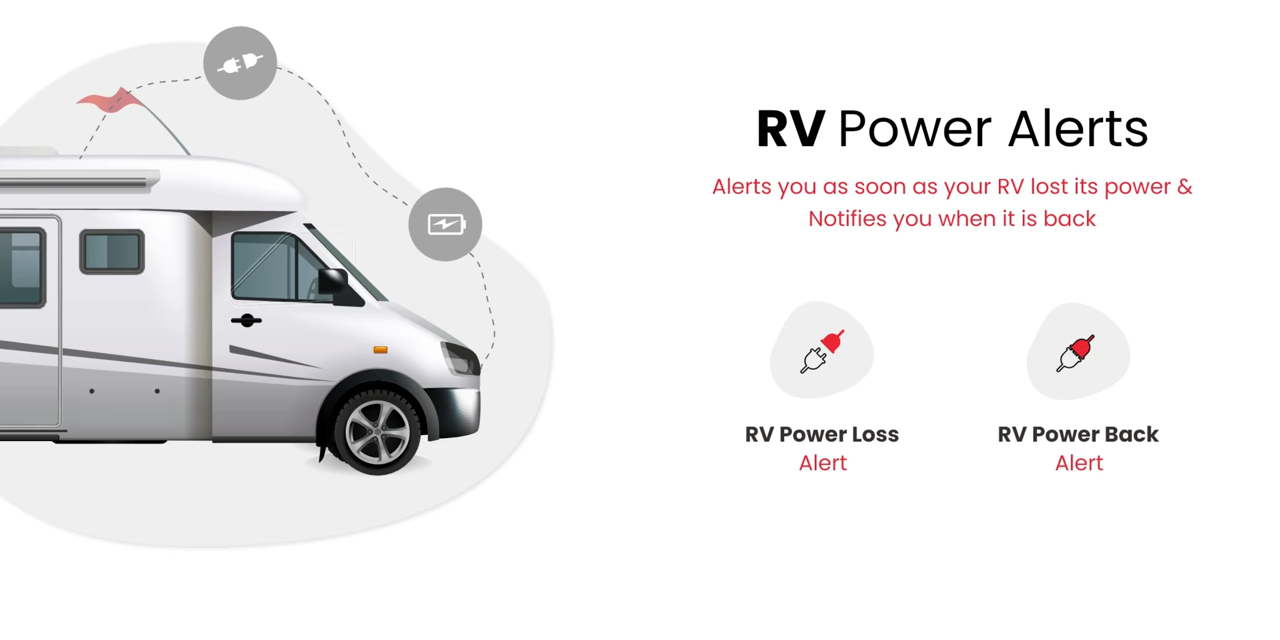 RV Power Alerts
Alerts you as soon as your RV lost its power &
Notifies you when it is back
RV Power Loss
Alert
RV Power Back
Alert